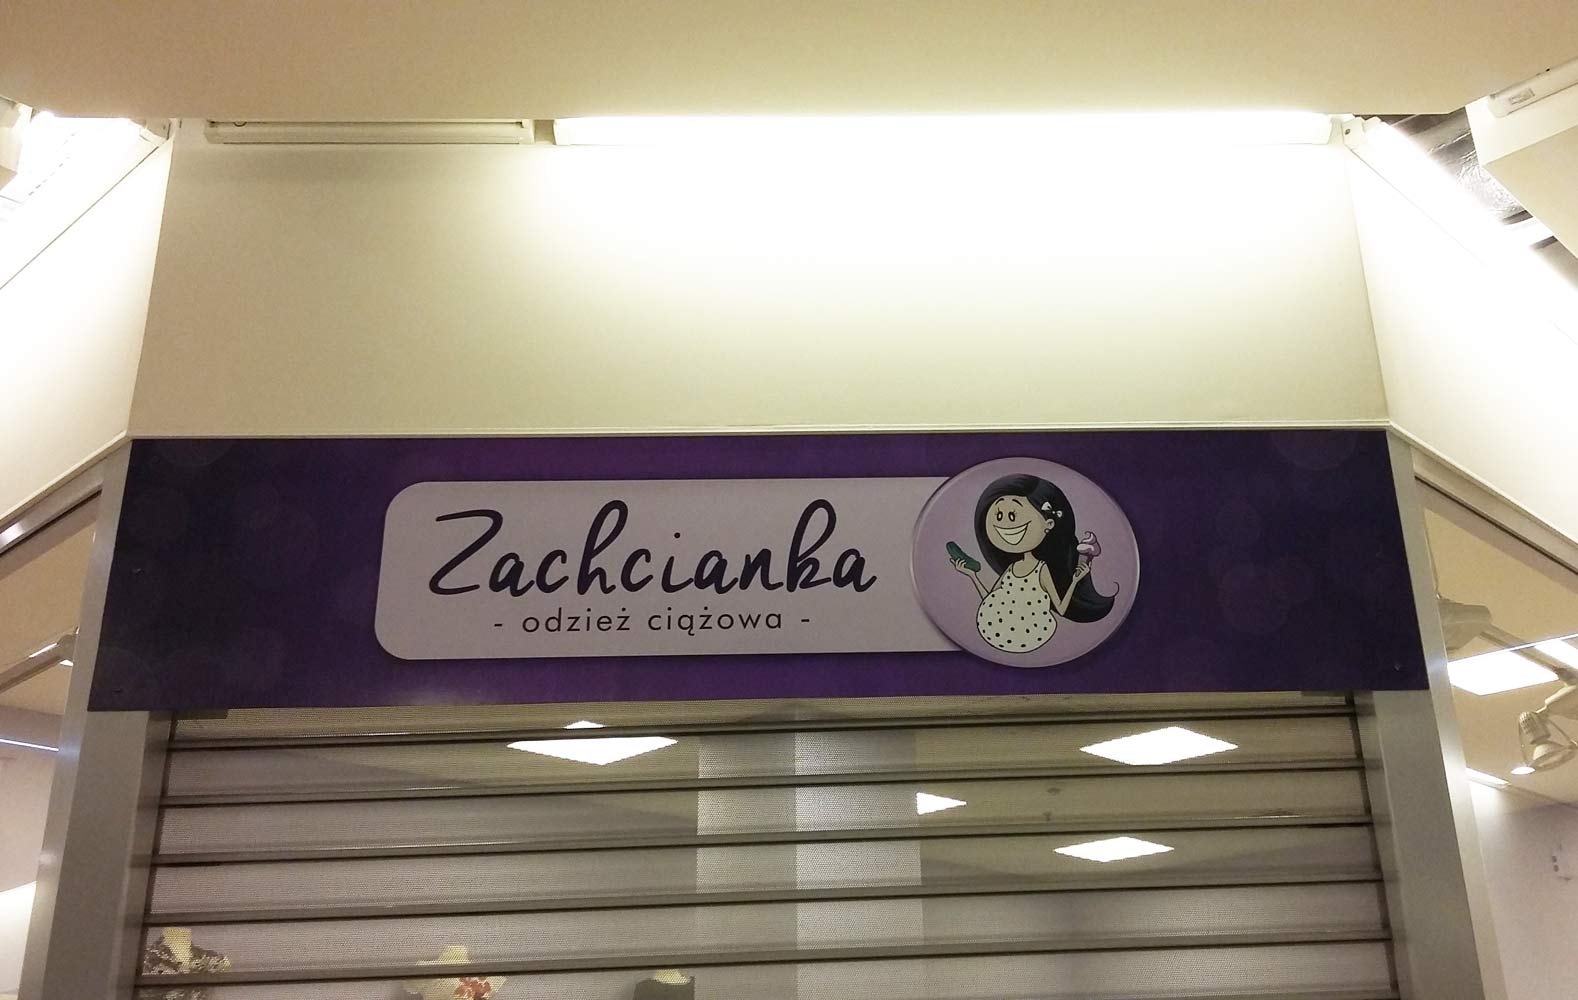 Zachcianka
- odzież ciążowa -